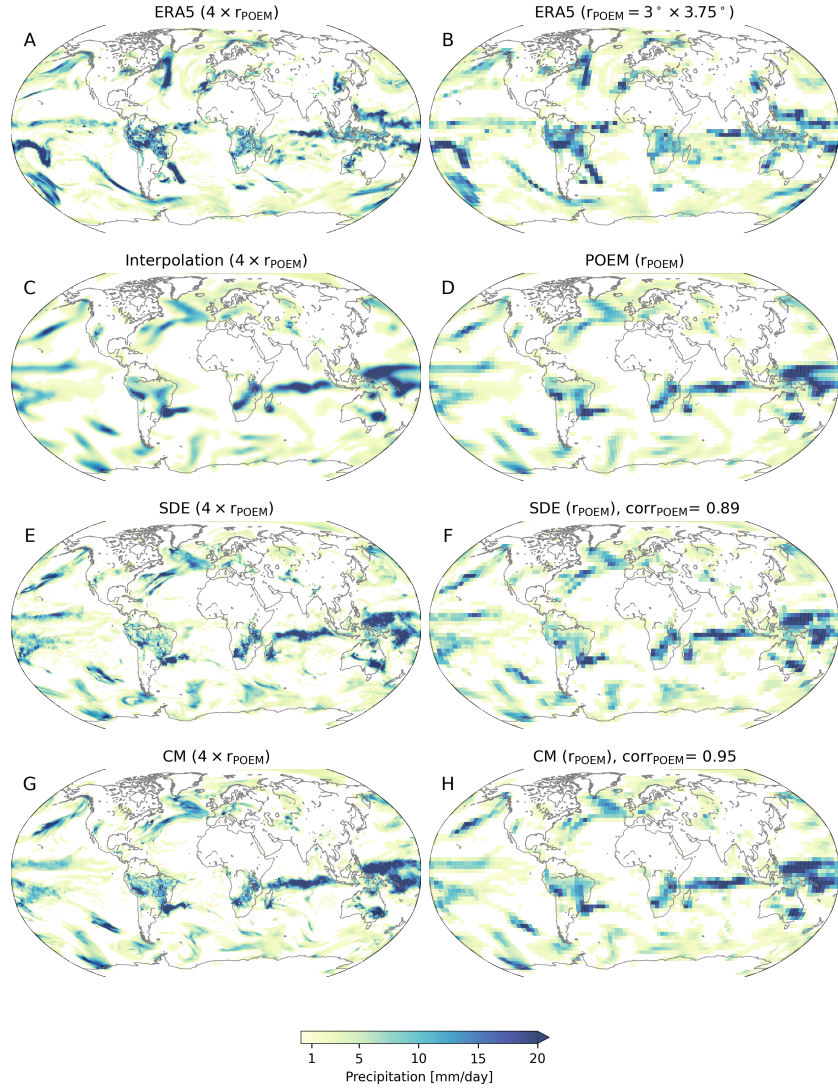 ERA5 (4 × r_POEM)
ERA5 (r_POEM = 3° × 3.75°)
A
B
Interpolation (4 × r_POEM)
POEM (r_POEM)
C
D
SDE (4 × r_POEM)
SDE (r_POEM), corr_POEM= 0.89
E
F
CM (4 × r_POEM)
CM (r_POEM), corr_POEM= 0.95
G
H
1 5 10 15 20
Precipitation [mm/day]